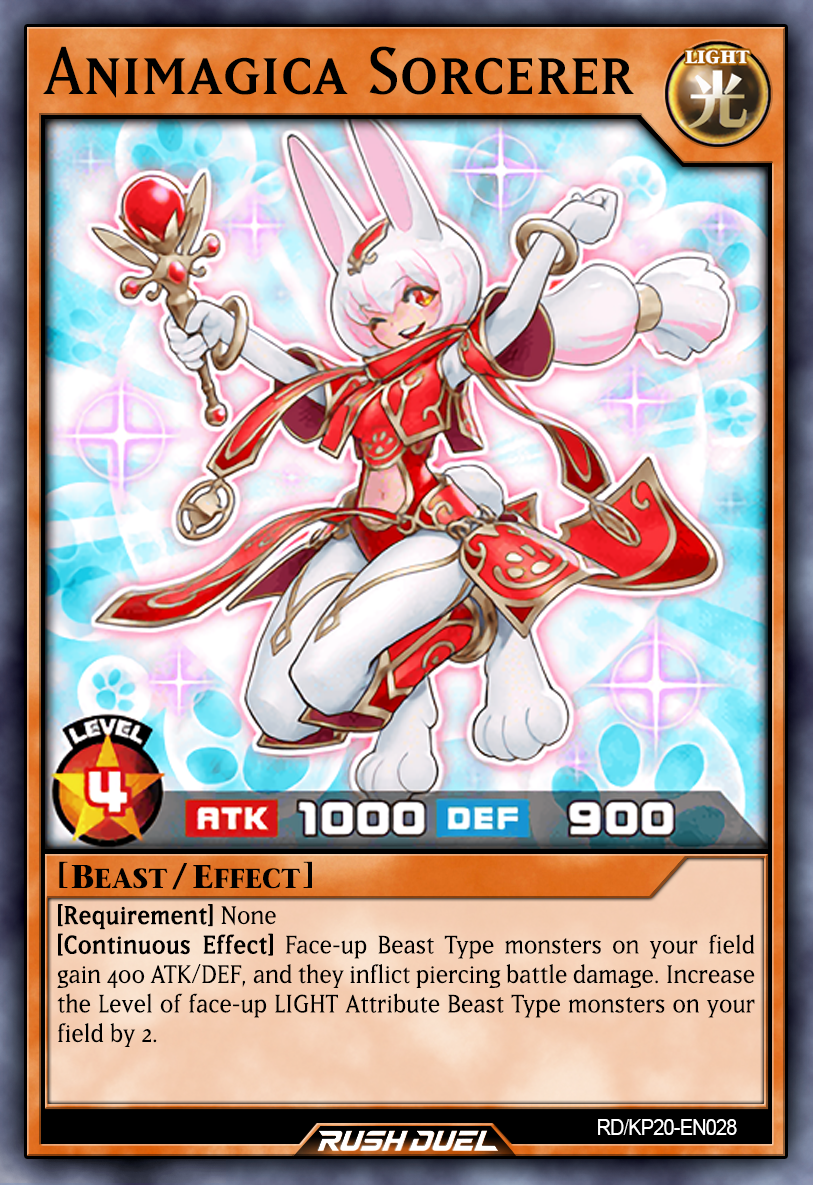 Animagica Sorcerer
LIGHT
光
LEVEL
4
ATK 1000 DEF 900
[Beast / Effect]
[Requirement] None
[Continuous Effect] Face-up Beast Type monsters on your field
gain 400 ATK/DEF, and they inflict piercing battle damage. Increase
the Level of face-up LIGHT Attribute Beast Type monsters on your
field by 2.
RUSH DUEL
RD/KP20-EN028